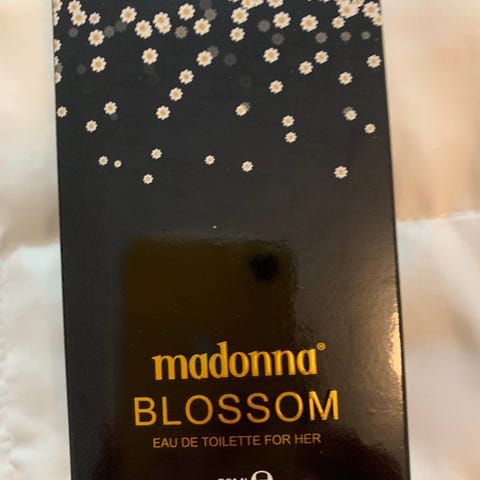 madonna®
BLOSSOM
EAU DE TOILETTE FOR HER